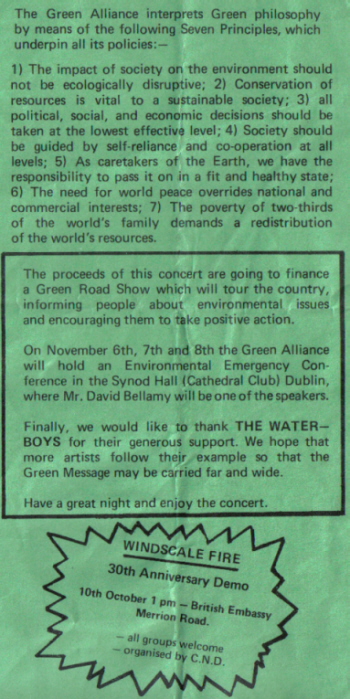 The Green Alliance interprets Green philosophy
by means of the following Seven Principles, which
underpin all its policies:—
1) The impact of society on the environment should
not be ecologically disruptive; 2) Conservation of
resources is vital to a sustainable society; 3) all
political, social, and economic decisions should be
taken at the lowest effective level; 4) Society should
be guided by self-reliance and co-operation at all
levels; 5) As caretakers of the Earth, we have the
responsibility to pass it on in a fit and healthy state;
6) The need for world peace overrides national and
commercial interests; 7) The poverty of two-thirds
of the world's family demands a redistribution
of the world's resources.
The proceeds of this concert are going to finance
a Green Road Show which will tour the country,
informing people about environmental issues
and encouraging them to take positive action.
On November 6th, 7th and 8th the Green Alliance
will hold an Environmental Emergency Con-
ference in the Synod Hall (Cathedral Club) Dublin,
where Mr. David Bellamy will be one of the speakers.
Finally, we would like to thank THE WATER—
BOYS for their generous support. We hope that
more artists follow their example so that the
Green Message may be carried far and wide.
Have a great night and enjoy the concert.
WINDSCALE FIRE
30th Anniversary Demo
10th October 1 pm — British Embassy
Merrion Road.
— all groups welcome
— organised by C.N.D.